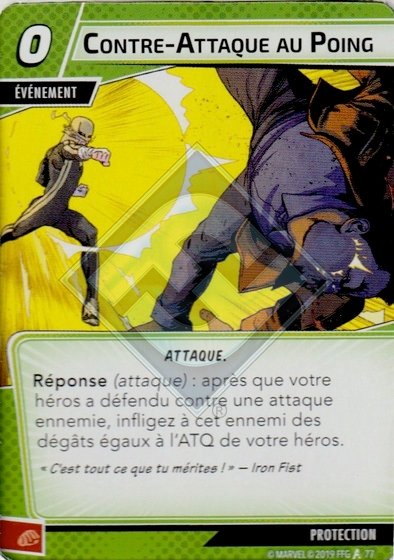 0
CONTRE-ATTAQUE AU POING
ÉVÉNEMENT
ATTAQUE.
Réponse (attaque) : après que votre
héros a défendu contre une attaque
ennemie, infligez à cet ennemi des
dégâts égaux à l'ATQ de votre héros.
« C'est tout ce que tu mérites ! » — Iron Fist
PROTECTION
© MARVEL © 2019 FFG 77